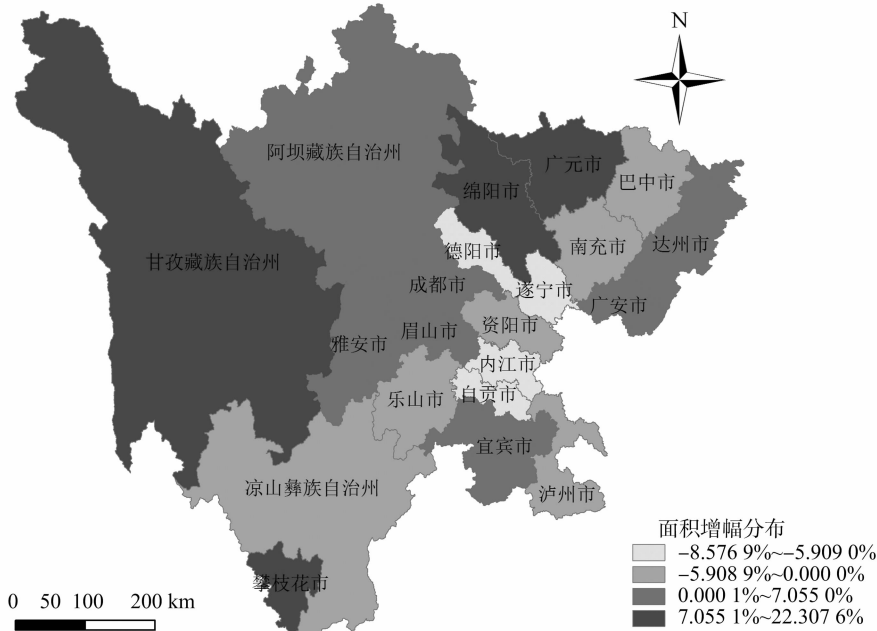 N
阿坝藏族自治州
广元市
绵阳市
巴中市
德阳市
南充市
达州市
甘孜藏族自治州
成都市
遂宁市
广安市
资阳市
眉山市
雅安市
内江市
自贡市
乐山市
宜宾市
凉山彝族自治州
泸州市
攀枝花市
面积增幅分布
−8.576 9%~−5.909 0%
−5.908 9%~0.000 0%
0.000 1%~7.055 0%
7.055 1%~22.307 6%
0 50 100 200 km